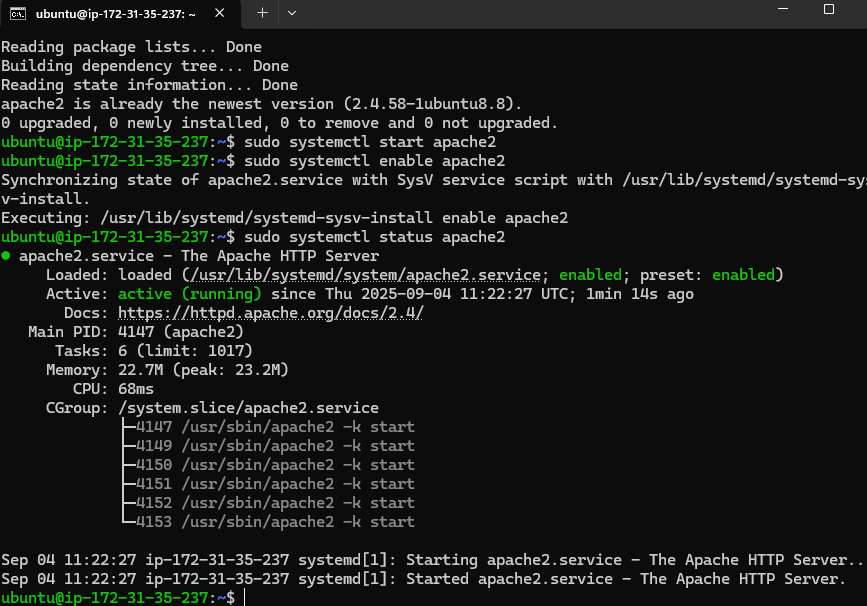 ubuntu@ip-172-31-35-237: ~
Reading package lists... Done
Building dependency tree... Done
Reading state information... Done
apache2 is already the newest version (2.4.58-1ubuntu8.8).
0 upgraded, 0 newly installed, 0 to remove and 0 not upgraded.
ubuntu@ip-172-31-35-237:~$ sudo systemctl start apache2
ubuntu@ip-172-31-35-237:~$ sudo systemctl enable apache2
Synchronizing state of apache2.service with SysV service script with /usr/lib/systemd/systemd-sys
v-install.
Executing: /usr/lib/systemd/systemd-sysv-install enable apache2
ubuntu@ip-172-31-35-237:~$ sudo systemctl status apache2
● apache2.service - The Apache HTTP Server
     Loaded: loaded (/usr/lib/systemd/system/apache2.service; enabled; preset: enabled)
     Active: active (running) since Thu 2025-09-04 11:22:27 UTC; 1min 14s ago
       Docs: https://httpd.apache.org/docs/2.4/
   Main PID: 4147 (apache2)
      Tasks: 6 (limit: 1017)
     Memory: 22.7M (peak: 23.2M)
        CPU: 68ms
     CGroup: /system.slice/apache2.service
             ├─4147 /usr/sbin/apache2 -k start
             ├─4149 /usr/sbin/apache2 -k start
             ├─4150 /usr/sbin/apache2 -k start
             ├─4151 /usr/sbin/apache2 -k start
             ├─4152 /usr/sbin/apache2 -k start
             └─4153 /usr/sbin/apache2 -k start
Sep 04 11:22:27 ip-172-31-35-237 systemd[1]: Starting apache2.service - The Apache HTTP Server...
Sep 04 11:22:27 ip-172-31-35-237 systemd[1]: Started apache2.service - The Apache HTTP Server.
ubuntu@ip-172-31-35-237:~$